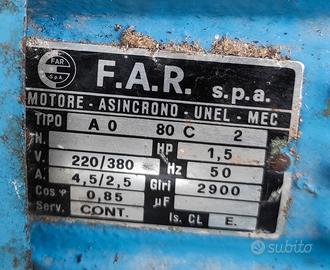 FAR
S.p.A.
F.A.R. s.p.a.
MOTORE - ASINCRONO - UNEL - MEC
TIPO A0 80 C 2
N. HP 1,5
V. 220/380 Hz 50
A. 4,5/2,5 Giri 2900
Cos φ 0,85 µF
Serv. CONT. Is. CL E.
subito